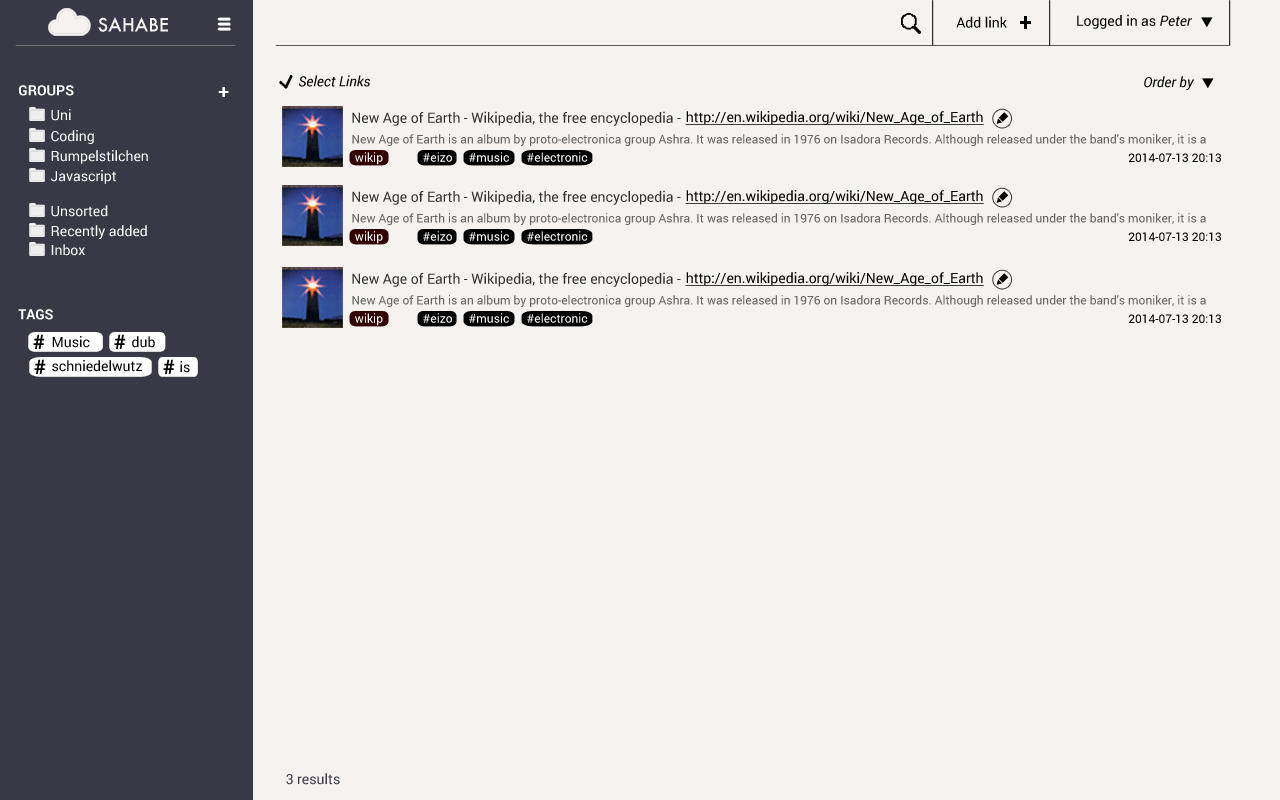 SAHABE
Add link +
Logged in as Peter ▼
GROUPS +
Uni
Coding
Rumpelstilchen
Javascript
Unsorted
Recently added
Inbox
TAGS
# Music # dub
# schniedelwutz # is
Select Links
Order by ▼
New Age of Earth - Wikipedia, the free encyclopedia - http://en.wikipedia.org/wiki/New_Age_of_Earth
New Age of Earth is an album by proto-electronica group Ashra. It was released in 1976 on Isadora Records. Although released under the band's moniker, it is a
wikip #eizo #music #electronic 2014-07-13 20:13
New Age of Earth - Wikipedia, the free encyclopedia - http://en.wikipedia.org/wiki/New_Age_of_Earth
New Age of Earth is an album by proto-electronica group Ashra. It was released in 1976 on Isadora Records. Although released under the band's moniker, it is a
wikip #eizo #music #electronic 2014-07-13 20:13
New Age of Earth - Wikipedia, the free encyclopedia - http://en.wikipedia.org/wiki/New_Age_of_Earth
New Age of Earth is an album by proto-electronica group Ashra. It was released in 1976 on Isadora Records. Although released under the band's moniker, it is a
wikip #eizo #music #electronic 2014-07-13 20:13
3 results